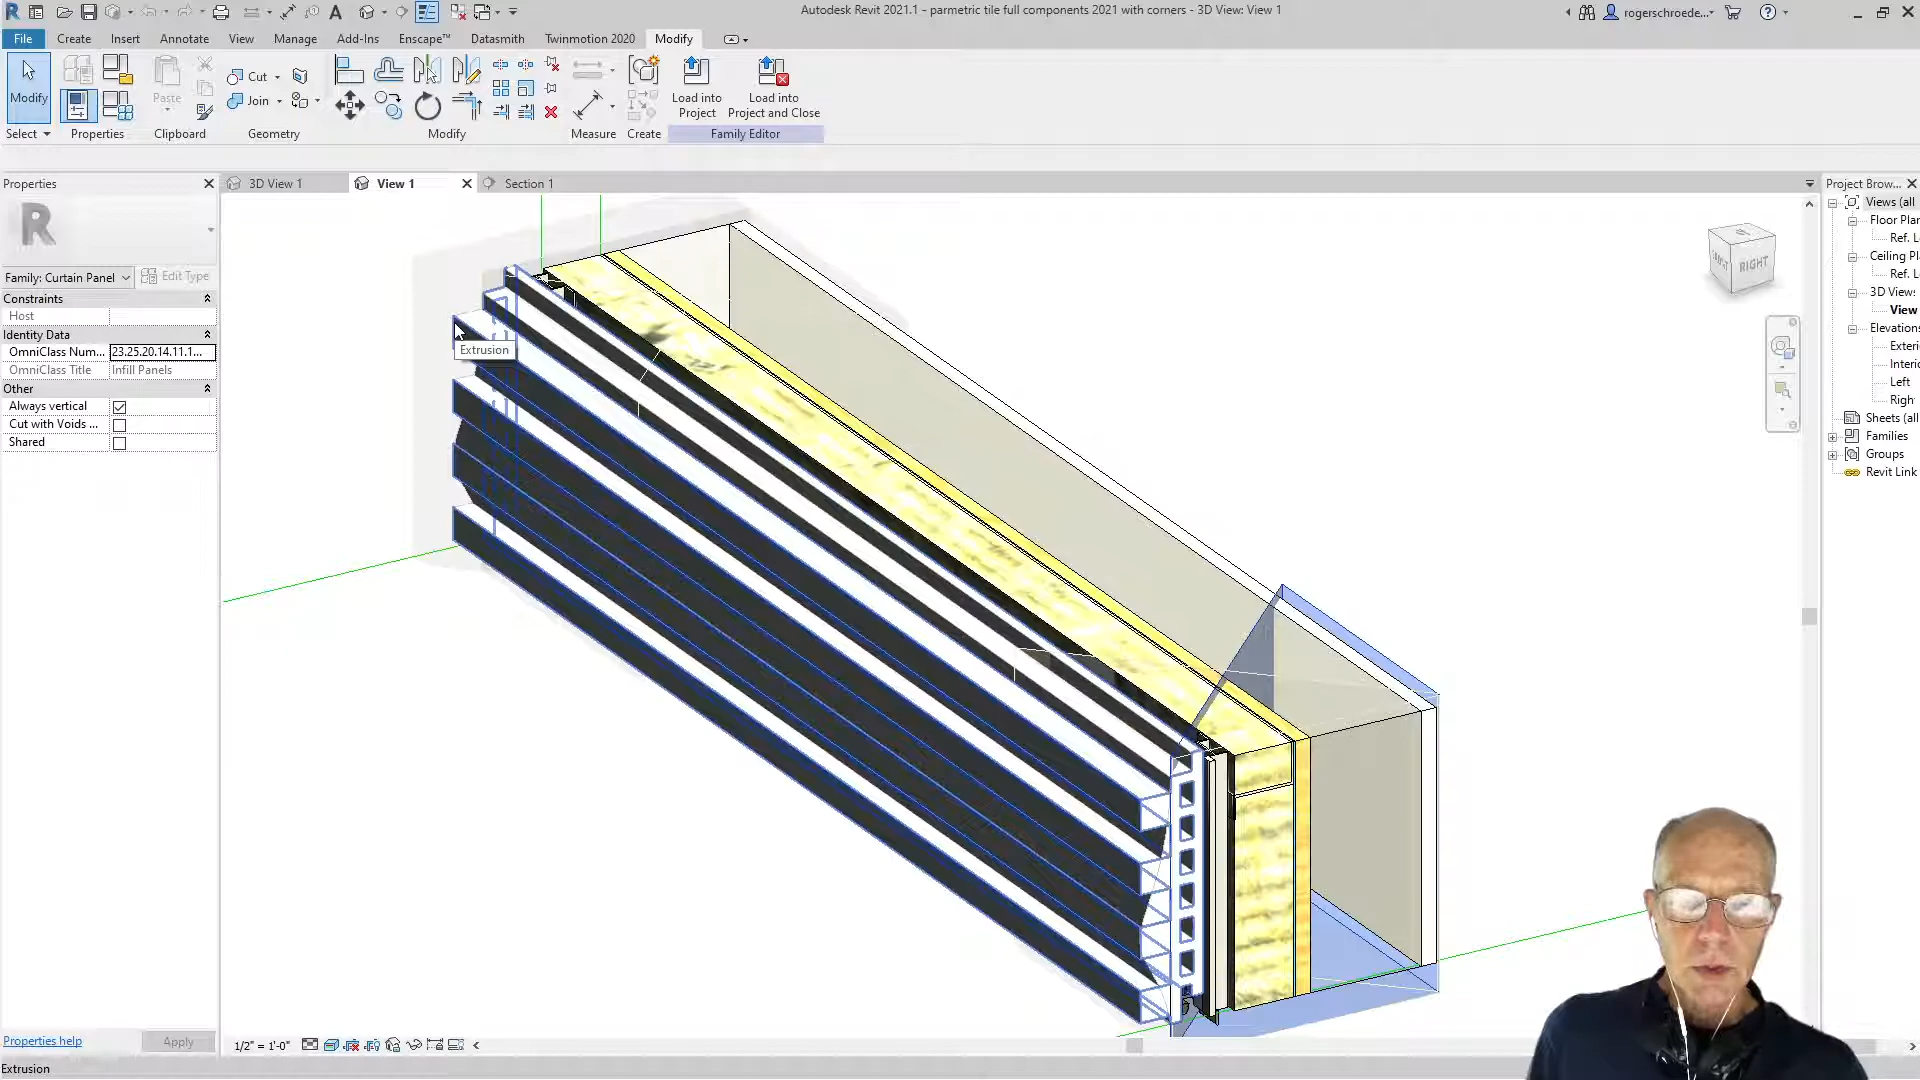 Autodesk Revit 2021.1 - parmetric tile full components 2021 with corners - 3D View: View 1
rogerschroede...
File
Create
Insert
Annotate
View
Manage
Add-Ins
Enscape™
Datasmith
Twinmotion 2020
Modify
Modify
Paste
Cut
Join
Load into
Project
Load into
Project and Close
Select
Properties
Clipboard
Geometry
Modify
Measure
Create
Family Editor
Properties
3D View 1
View 1
Section 1
Project Brow...
Family: Curtain Panel
Edit Type
Constraints
Host
Identity Data
OmniClass Num...
23.25.20.14.11.1...
OmniClass Title
Infill Panels
Other
Always vertical
Cut with Voids ...
Shared
Extrusion
RIGHT
Views (all
Floor Plan
Ref. L
Ceiling Pl
Ref. L
3D Views
View
Elevations
Exterio
Interio
Left
Right
Sheets (all
Families
Groups
Revit Link
Properties help
Apply
1/2" = 1'-0"
Extrusion